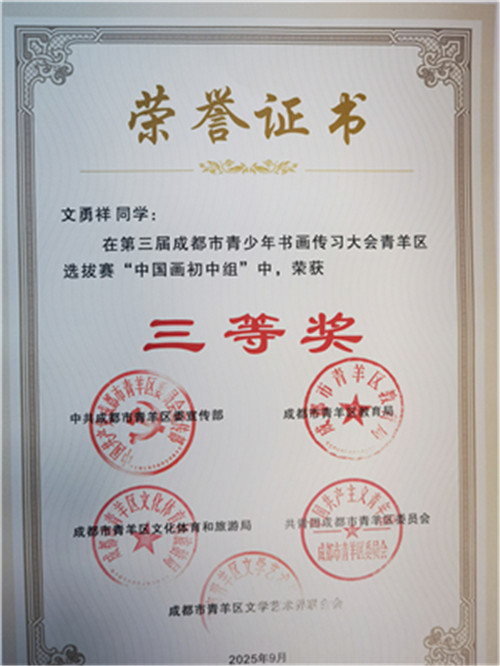 荣誉证书
文勇祥 同学：
在第三届成都市青少年书画传习大会青羊区
选拔赛“中国画初中组”中，荣获
三等奖
中共成都市青羊区委宣传部
成都市青羊区教育局
成都市青羊区文化体育和旅游局
共青团成都市青羊区委员会
成都市青羊区文学艺术界联合会
2025年9月